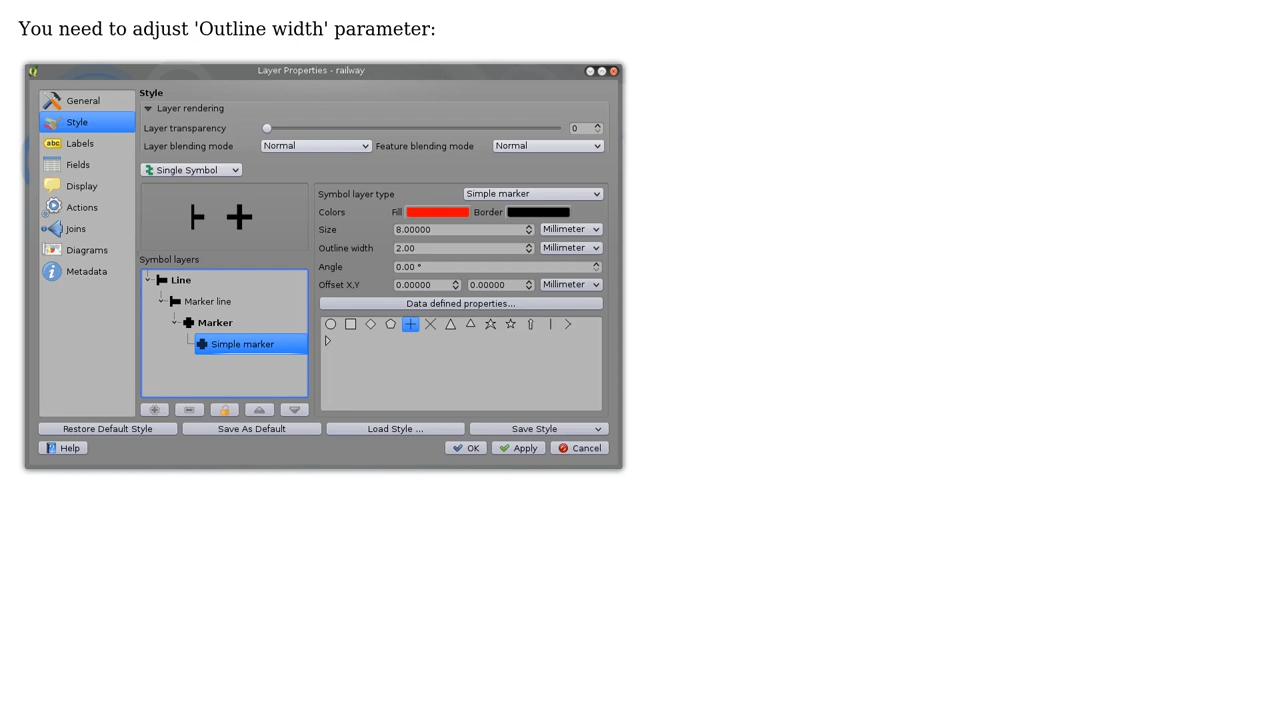 You need to adjust 'Outline width' parameter:
Layer Properties - railway
General
Style
Labels
Fields
Display
Actions
Joins
Diagrams
Metadata
Style
Layer rendering
Layer transparency 0
Layer blending mode Normal Feature blending mode Normal
Single Symbol
Symbol layers
Line
Marker line
Marker
Simple marker
Symbol layer type Simple marker
Colors Fill Border
Size 8.00000 Millimeter
Outline width 2.00 Millimeter
Angle 0.00 °
Offset X,Y 0.00000 0.00000 Millimeter
Data defined properties...
Restore Default Style Save As Default Load Style ... Save Style
Help OK Apply Cancel